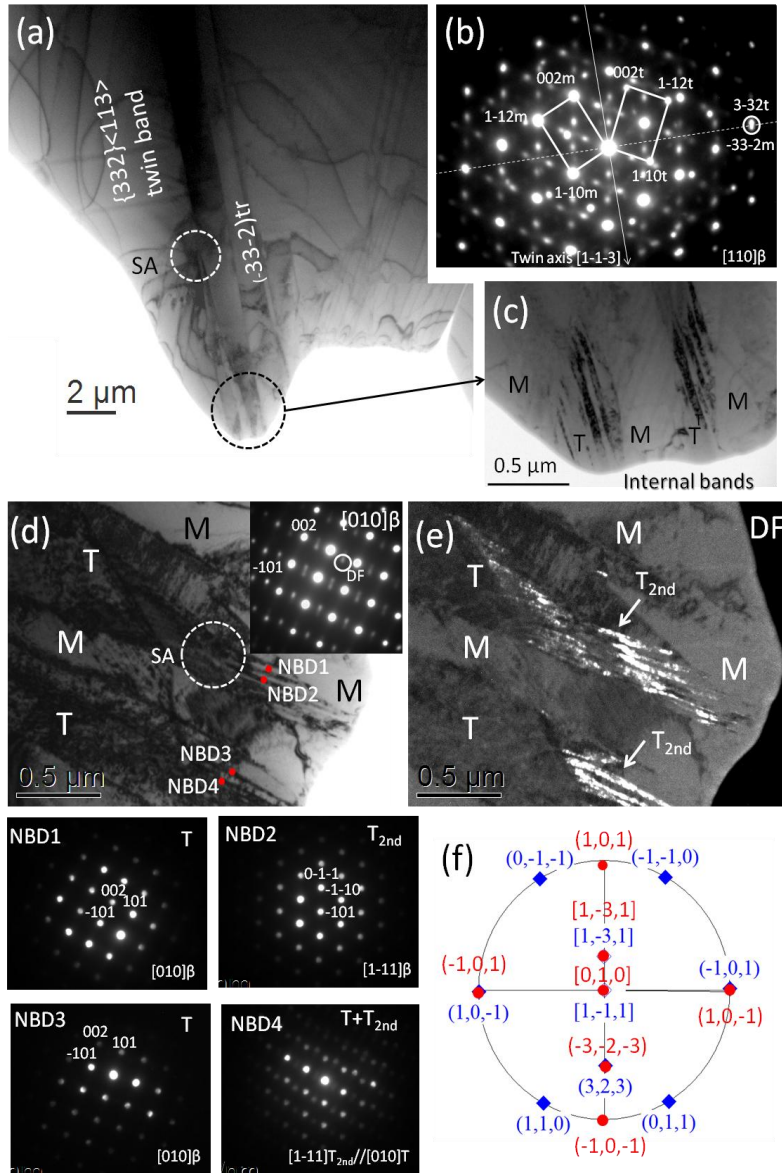 (a)
{332}<113>
twin band
(-33-2)tr
SA
2 µm
(b)
002m
002t
1-12t
1-12m
3-32t
-33-2m
1-10m
1-10t
Twin axis [1-1-3]
[110]β
(c)
M
M
M
T
T
0.5 µm
Internal bands
(d)
M
T
M
SA
T
M
NBD1
NBD2
NBD3
NBD4
0.5 µm
[010]β
002
-101
DF
(e)
DF
M
T
T2nd
M
M
T
T2nd
0.5 µm
NBD1
T
002
-101
101
[010]β
NBD2
T2nd
0-1-1
-1-10
-101
[1-11]β
NBD3
T
002
101
-101
[010]β
NBD4
T+T2nd
[1-11]T2nd//[010]T
(f)
(1,0,1)
(0,-1,-1)
(-1,-1,0)
[1,-3,1]
[1,-3,1]
(-1,0,1)
[0,1,0]
(-1,0,1)
(1,0,-1)
[1,-1,1]
(1,0,-1)
(-3,-2,-3)
(3,2,3)
(1,1,0)
(0,1,1)
(-1,0,-1)